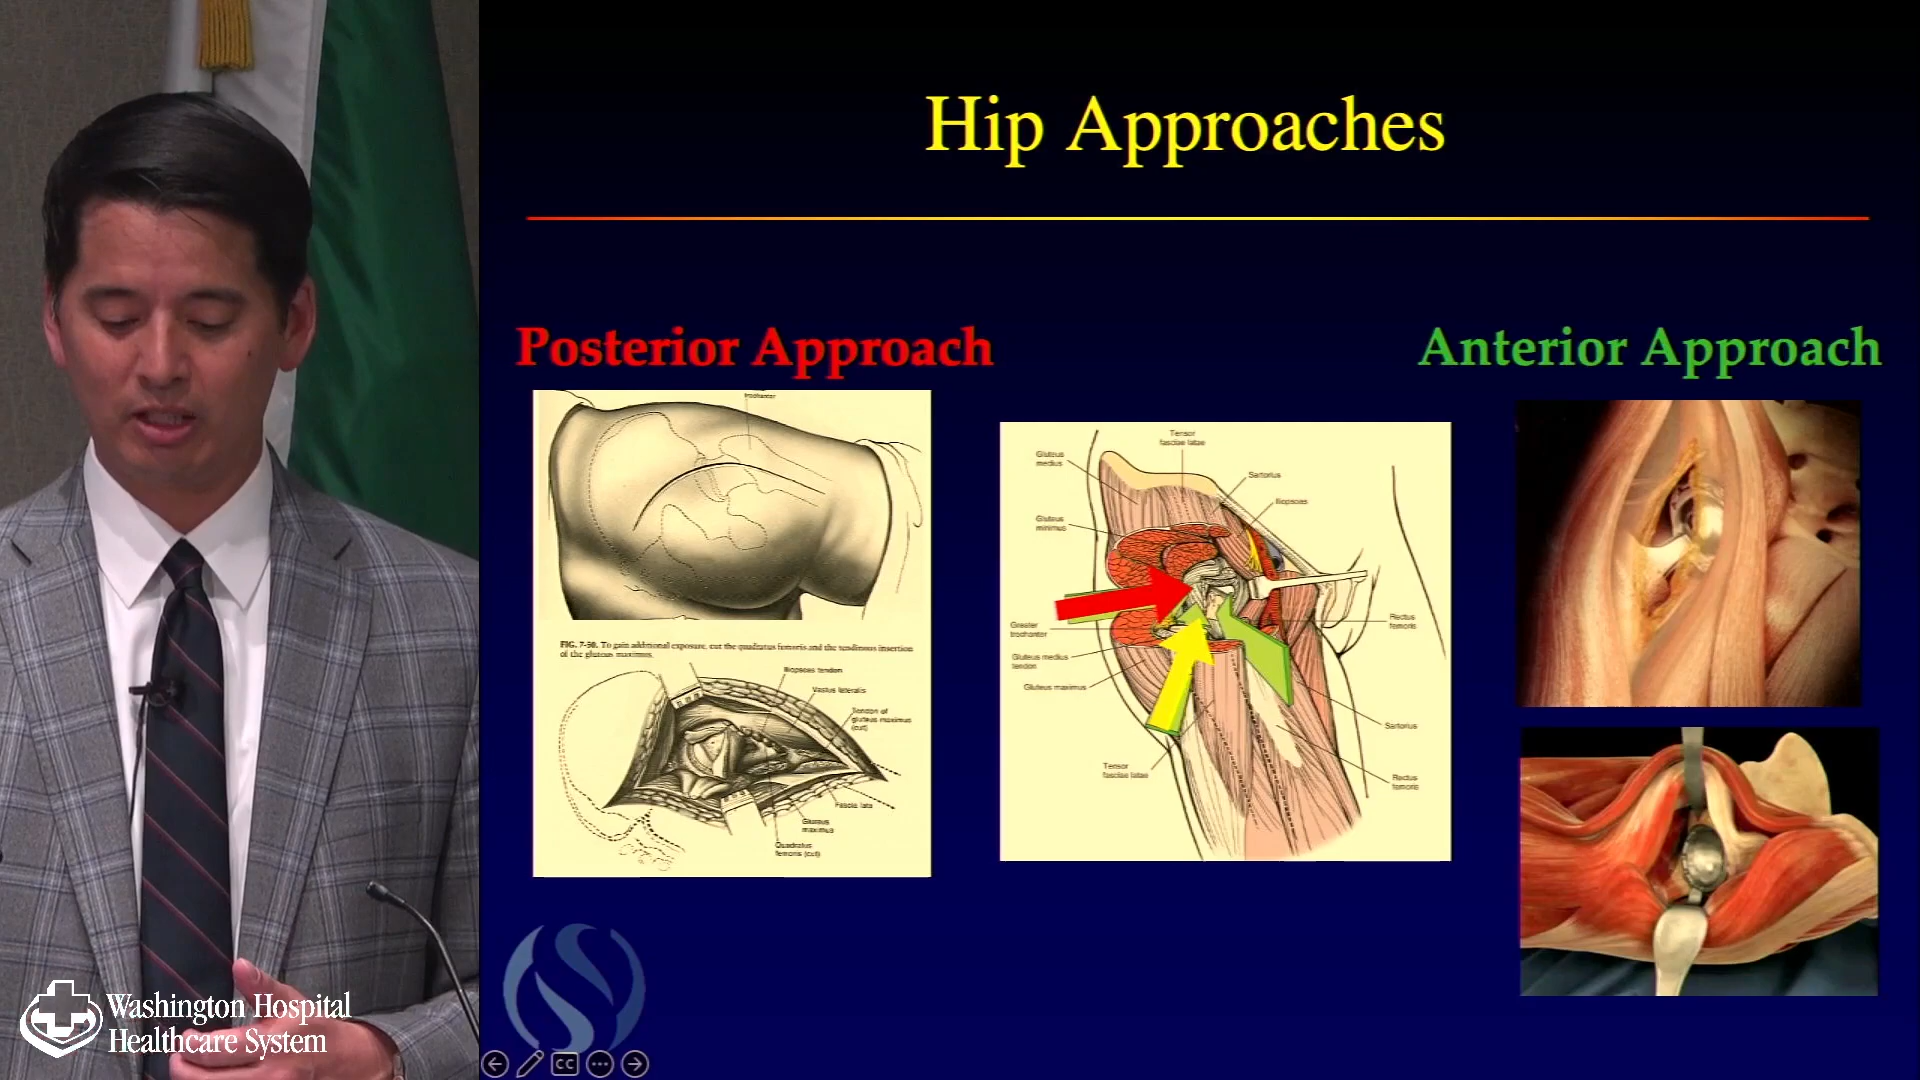 Hip Approaches
Posterior Approach
Anterior Approach
trochanter
FIG. 7-50. To gain additional exposure, cut the quadratus femoris and the tendinous insertion
of the gluteus maximus.
Iliopsoas tendon
Vastus lateralis
Tendon of
gluteus maximus
(cut)
Fascia lata
Gluteus
maximus
Quadratus
femoris (cut)
Tensor
fasciae latae
Gluteus
medius
Sartorius
Iliopsoas
Gluteus
minimus
Greater
trochanter
Rectus
femoris
Gluteus medius
tendon
Gluteus maximus
Sartorius
Tensor
fasciae latae
Rectus
femoris
Washington Hospital
Healthcare System
CC